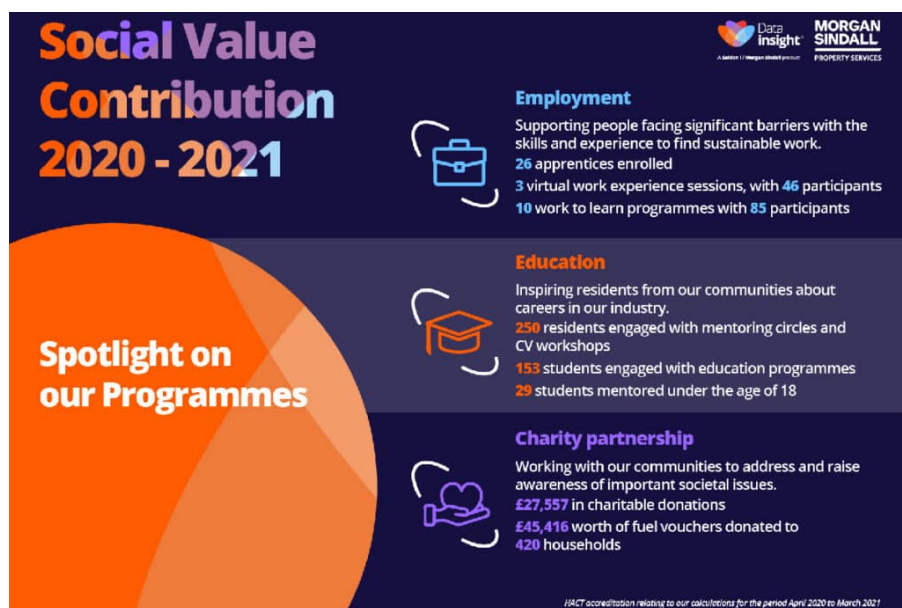 Social Value
Contribution
2020 - 2021
Data
insight
A Seddon // Morgan Sindall product
MORGAN
SINDALL
PROPERTY SERVICES
Employment
Supporting people facing significant barriers with the
skills and experience to find sustainable work.
26 apprentices enrolled
3 virtual work experience sessions, with 46 participants
10 work to learn programmes with 85 participants
Spotlight on
our Programmes
Education
Inspiring residents from our communities about
careers in our industry.
250 residents engaged with mentoring circles and
CV workshops
153 students engaged with education programmes
29 students mentored under the age of 18
Charity partnership
Working with our communities to address and raise
awareness of important societal issues.
£27,557 in charitable donations
£45,416 worth of fuel vouchers donated to
420 households
HACT accreditation relating to our calculations for the period April 2020 to March 2021